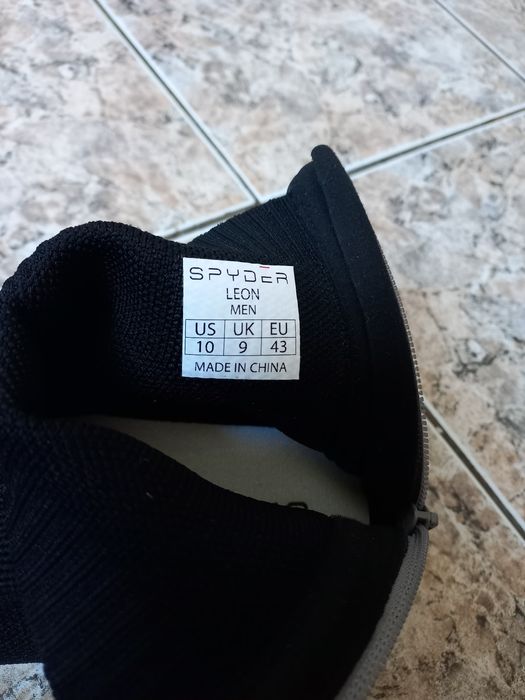 SPYDER
LEON
MEN
US UK EU
10 9 43
MADE IN CHINA